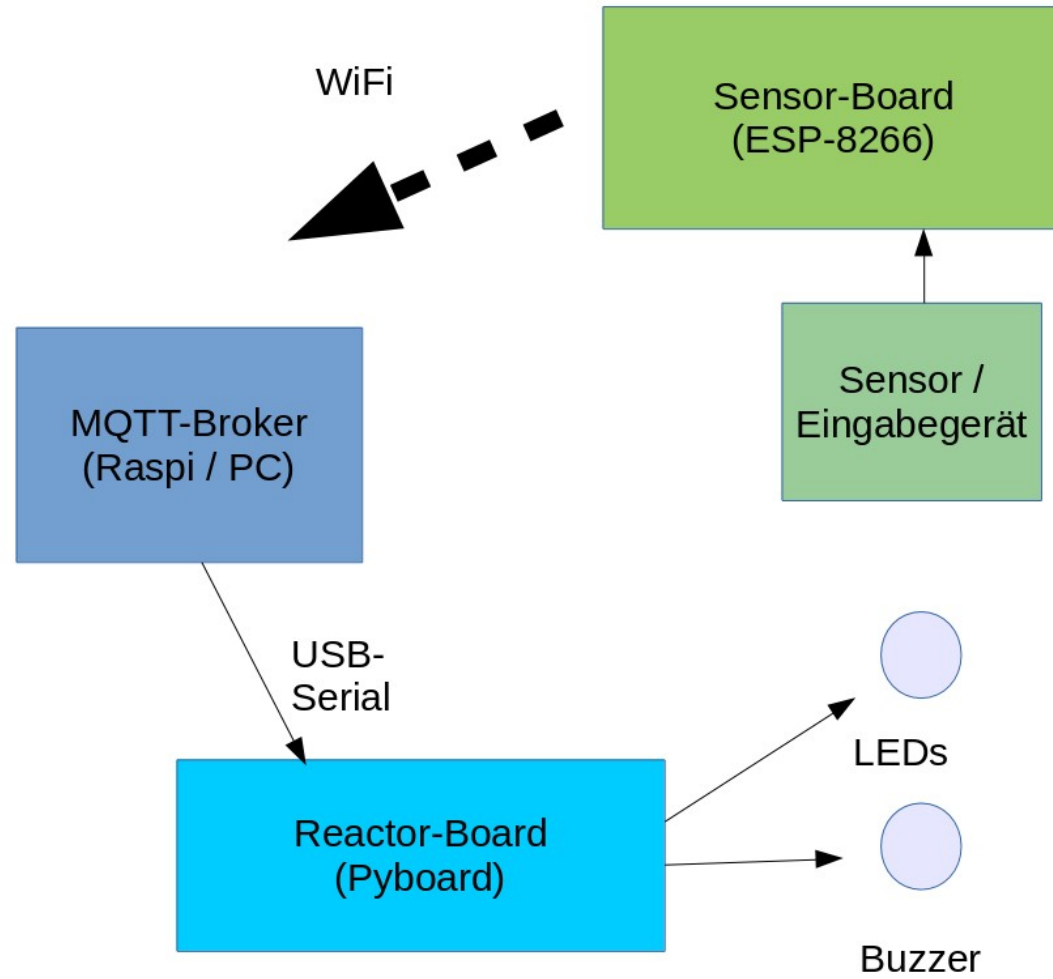 WiFi
Sensor-Board
(ESP-8266)
Sensor /
Eingabegerät
MQTT-Broker
(Raspi / PC)
USB-
Serial
Reactor-Board
(Pyboard)
LEDs
Buzzer